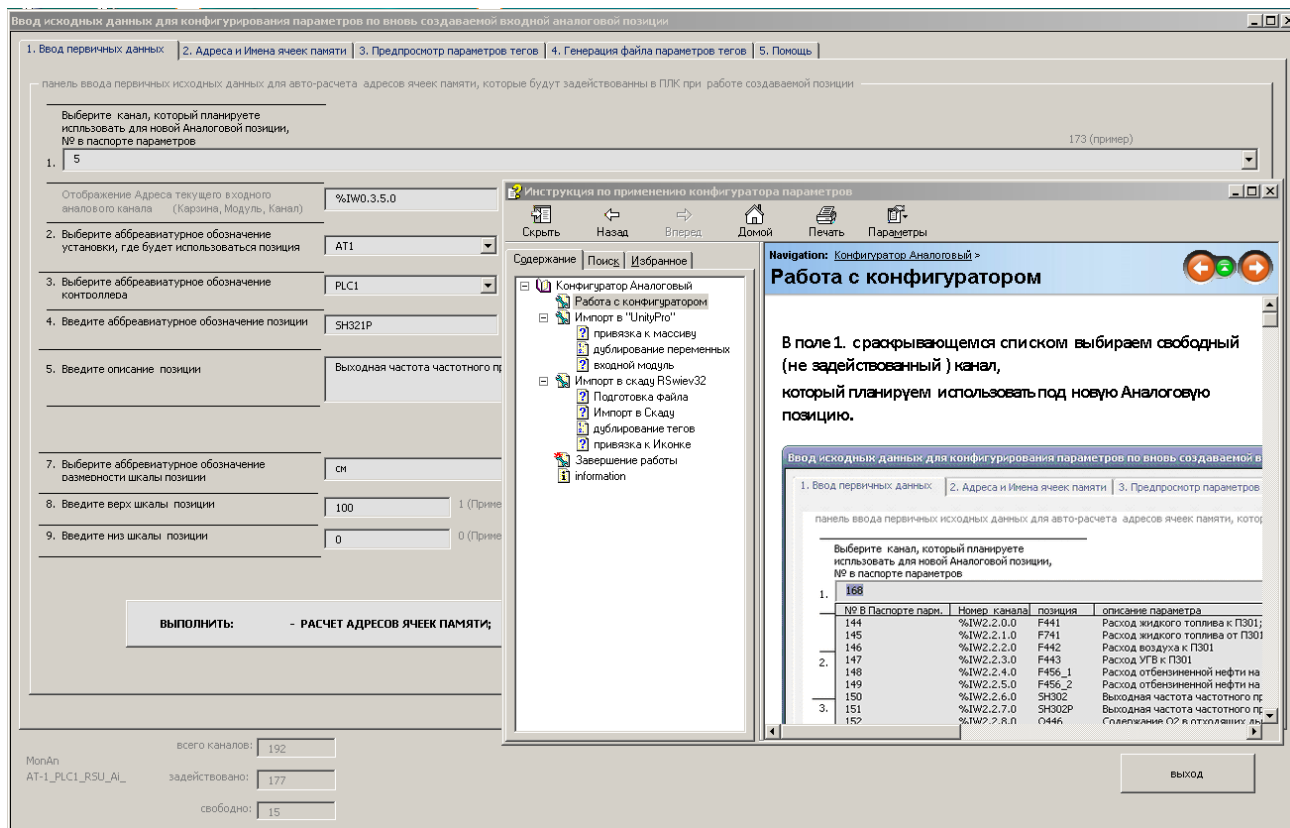 Ввод исходных данных для конфигурирования параметров по вновь создаваемой входной аналоговой позиции
1. Ввод первичных данных 2. Адреса и Имена ячеек памяти 3. Предпросмотр параметров тегов 4. Генерация файла параметров тегов 5. Помощь
панель ввода первичных исходных данных для авто-расчета адресов ячеек памяти, которые будут задействованны в ПЛК при работе создаваемой позиции
Выберите канал, который планируете
испльзовать для новой Аналоговой позиции,
№ в паспорте параметров
173 (пример)
1. 5
Отображение Адреса текущего входного
аналового канала (Карзина, Модуль, Канал)
%IW0.3.5.0
2. Выберите аббреавиатурное обозначение
установки, где будет использоваться позиция
AT1
3. Выберите аббреавиатурное обозначение
контроллера
PLC1
4. Введите аббреавиатурное обозначение позиции
SH321P
5. Введите описание позиции
Выходная частота частотного пр
7. Выберите аббревиатурное обозначение
размерности шкалы позиции
см
8. Введите верх шкалы позиции
100
1 (Приме
9. Введите низ шкалы позиции
0
0 (Приме
ВЫПОЛНИТЬ: - РАСЧЕТ АДРЕСОВ ЯЧЕЕК ПАМЯТИ;
всего каналов: 192
MonAn
AT-1_PLC1_RSU_Ai_
задействовано: 177
свободно: 15
выход
Инструкция по применению конфигуратора параметров
Скрыть Назад Вперед Домой Печать Параметры
Содержание Поиск Избранное
Конфигуратор Аналоговый
Работа с конфигуратором
Импорт в "UnityPro"
привязка к массиву
дублирование переменных
входной модуль
Импорт в скаду RSwiev32
Подготовка файла
Импорт в Скаду
дублирование тегов
привязка к Иконке
Завершение работы
information
Navigation: Конфигуратор Аналоговый >
Работа с конфигуратором
В поле 1. с раскрывающемся списком выбираем свободный
(не задействованный ) канал,
который планируем использовать под новую Аналоговую
позицию.
Ввод исходных данных для конфигурирования параметров по вновь создаваемой в
1. Ввод первичных данных 2. Адреса и Имена ячеек памяти 3. Предпросмотр параметров
панель ввода первичных исходных данных для авто-расчета адресов ячеек памяти, котор
Выберите канал, который планируете
испльзовать для новой Аналоговой позиции,
№ в паспорте параметров
1. 168
№ В Паспорте парм. Номер канала позиция описание параметра
144 %IW2.2.0.0 F441 Расход жидкого топлива к П301;
145 %IW2.2.1.0 F741 Расход жидкого топлива от П301
146 %IW2.2.2.0 F442 Расход воздуха к П301
147 %IW2.2.3.0 F443 Расход УГВ к П301
2.
148 %IW2.2.4.0 F456_1 Расход отбензиненной нефти на
149 %IW2.2.5.0 F456_2 Расход отбензиненной нефти на
150 %IW2.2.6.0 SH302 Выходная частота частотного пр
3.
151 %IW2.2.7.0 SH302P Выходная частота частотного пр
152 %IW2.2.8.0 Q446 Содержание O2 в отходящих ды